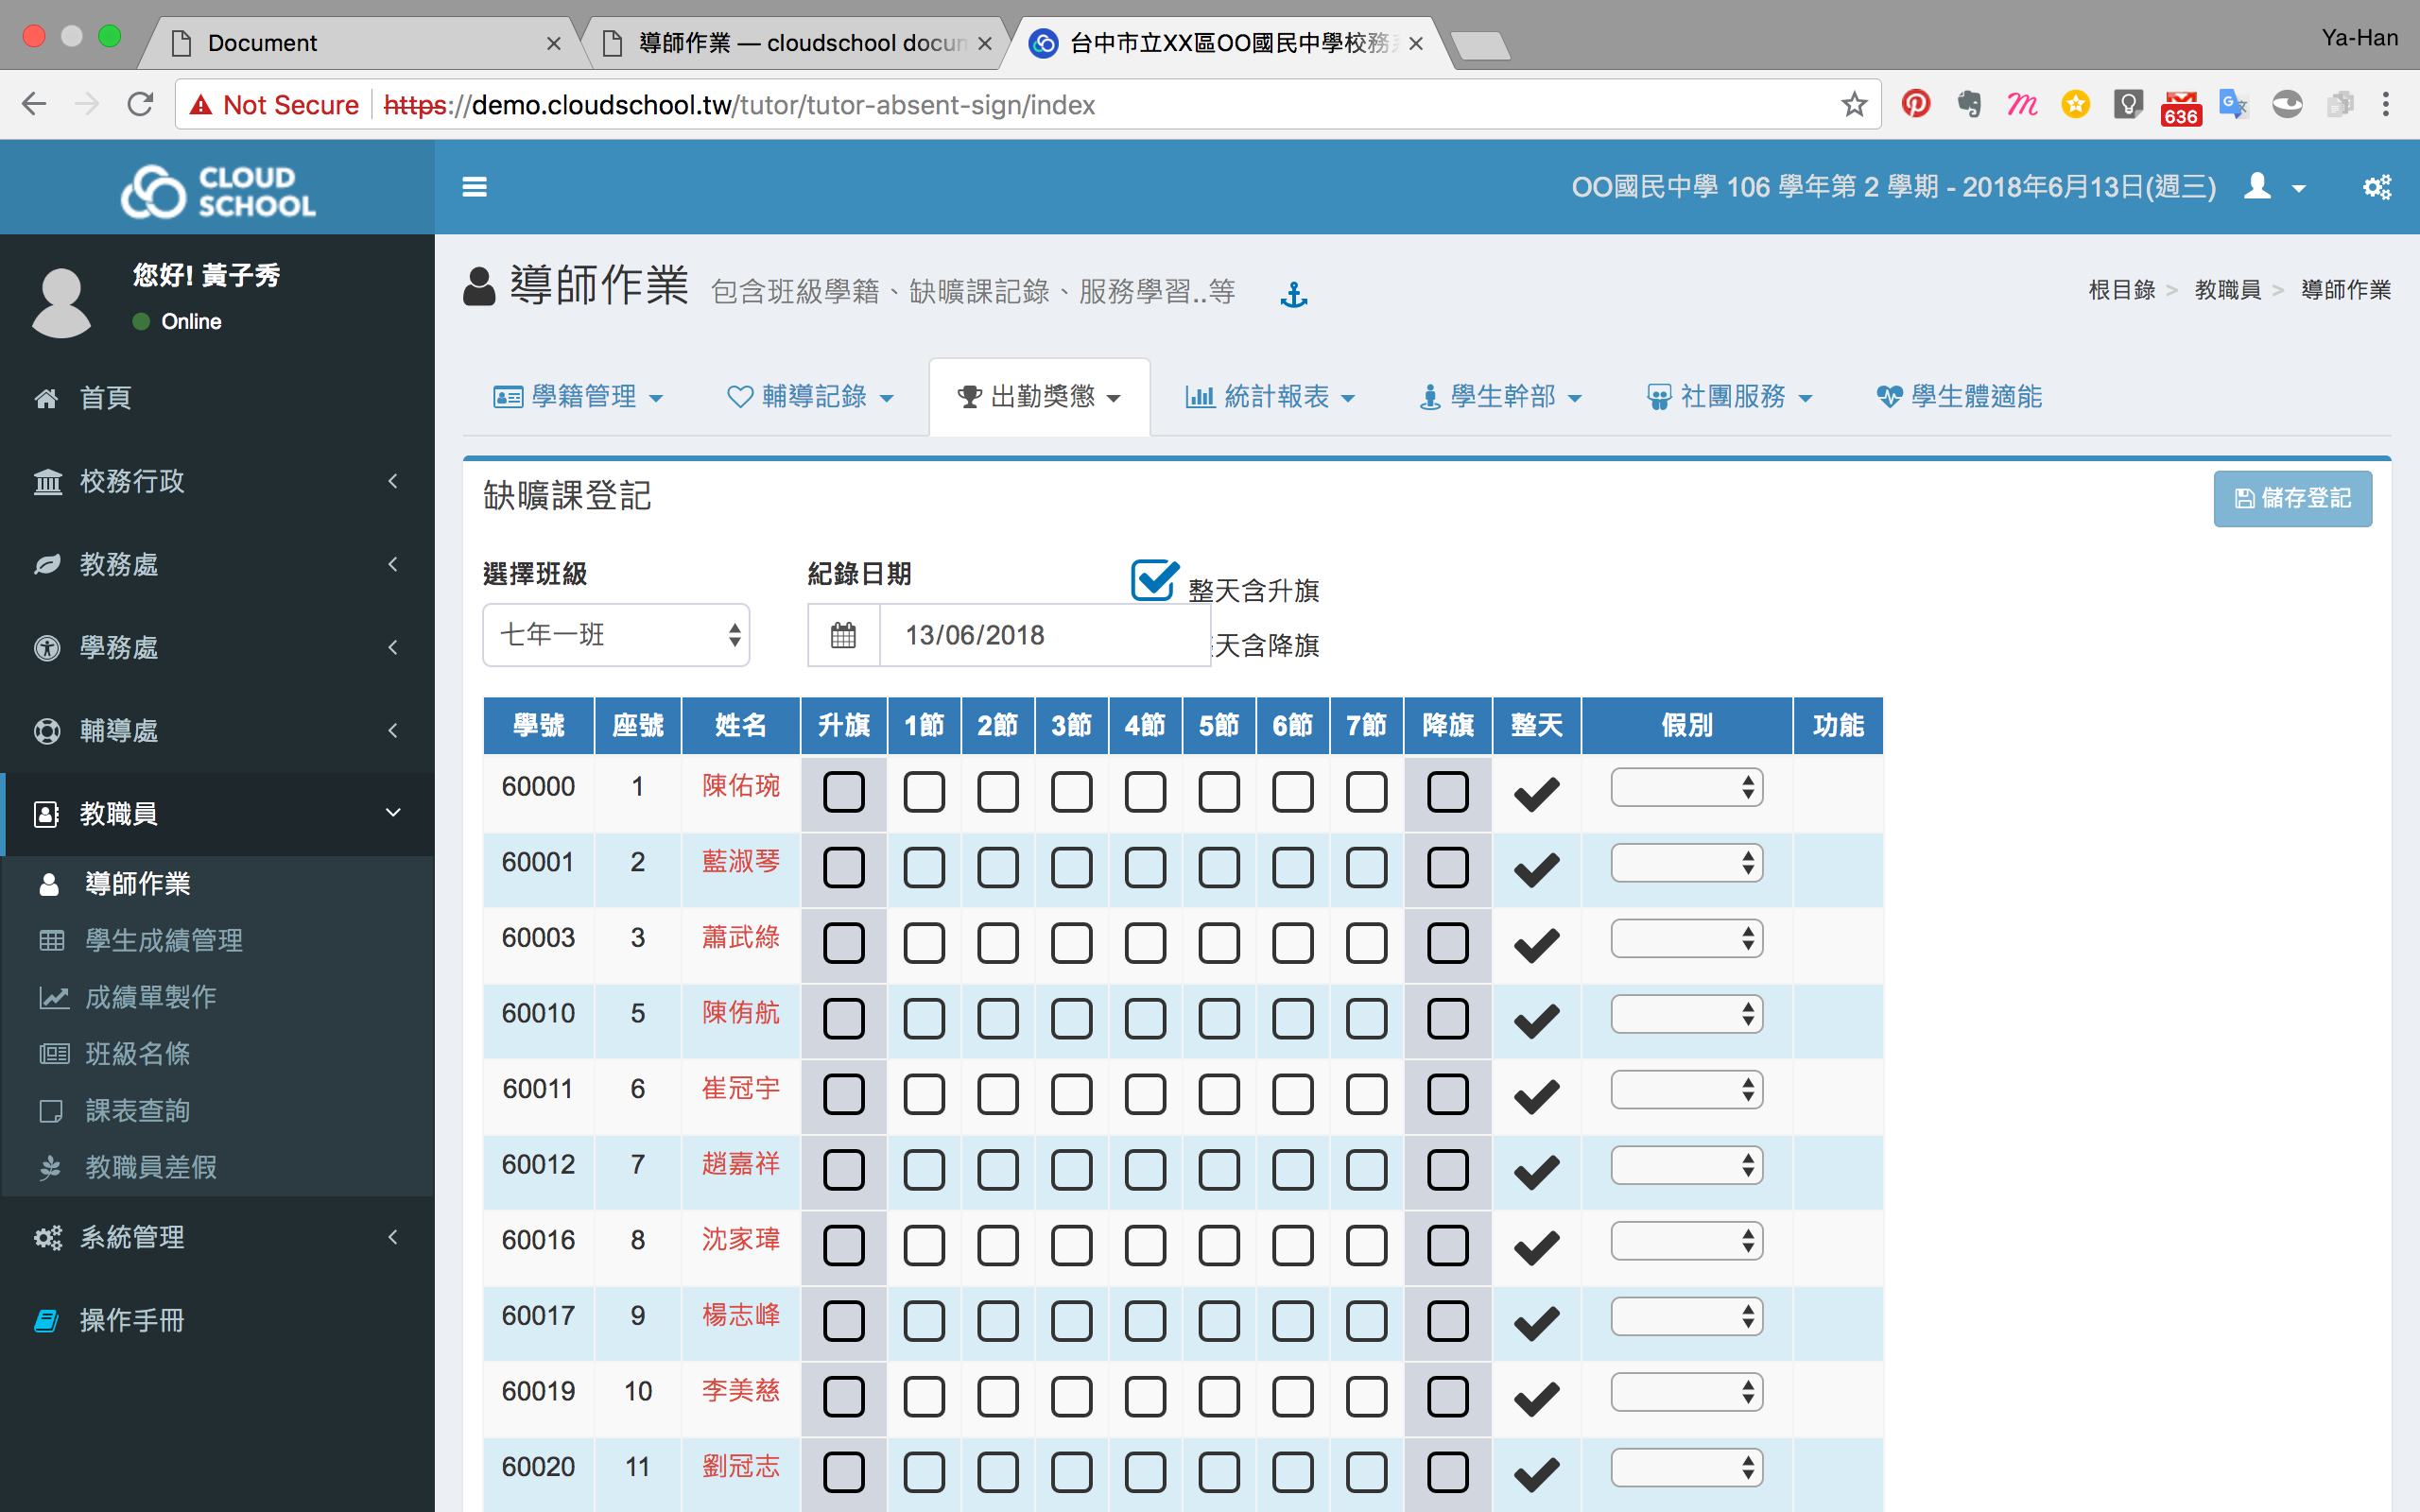 Document
導師作業 — cloudschool docun
台中市立XX區OO國民中學校務
Ya-Han
Not Secure
https://demo.cloudschool.tw/tutor/tutor-absent-sign/index
636
CLOUD SCHOOL
OO國民中學 106 學年第 2 學期 - 2018年6月13日(週三)
您好! 黃子秀
Online
首頁
校務行政
教務處
學務處
輔導處
教職員
導師作業
學生成績管理
成績單製作
班級名條
課表查詢
教職員差假
系統管理
操作手冊
導師作業 包含班級學籍、缺曠課記錄、服務學習..等
根目錄 > 教職員 > 導師作業
學籍管理 輔導記錄 出勤獎懲 統計報表 學生幹部 社團服務 學生體適能
缺曠課登記
儲存登記
選擇班級 紀錄日期 整天含升旗
七年一班 13/06/2018 天含降旗
學號 座號 姓名 升旗 1節 2節 3節 4節 5節 6節 7節 降旗 整天 假別 功能
60000 1 陳佑琬
60001 2 藍淑琴
60003 3 蕭武綠
60010 5 陳侑航
60011 6 崔冠宇
60012 7 趙嘉祥
60016 8 沈家瑋
60017 9 楊志峰
60019 10 李美慈
60020 11 劉冠志